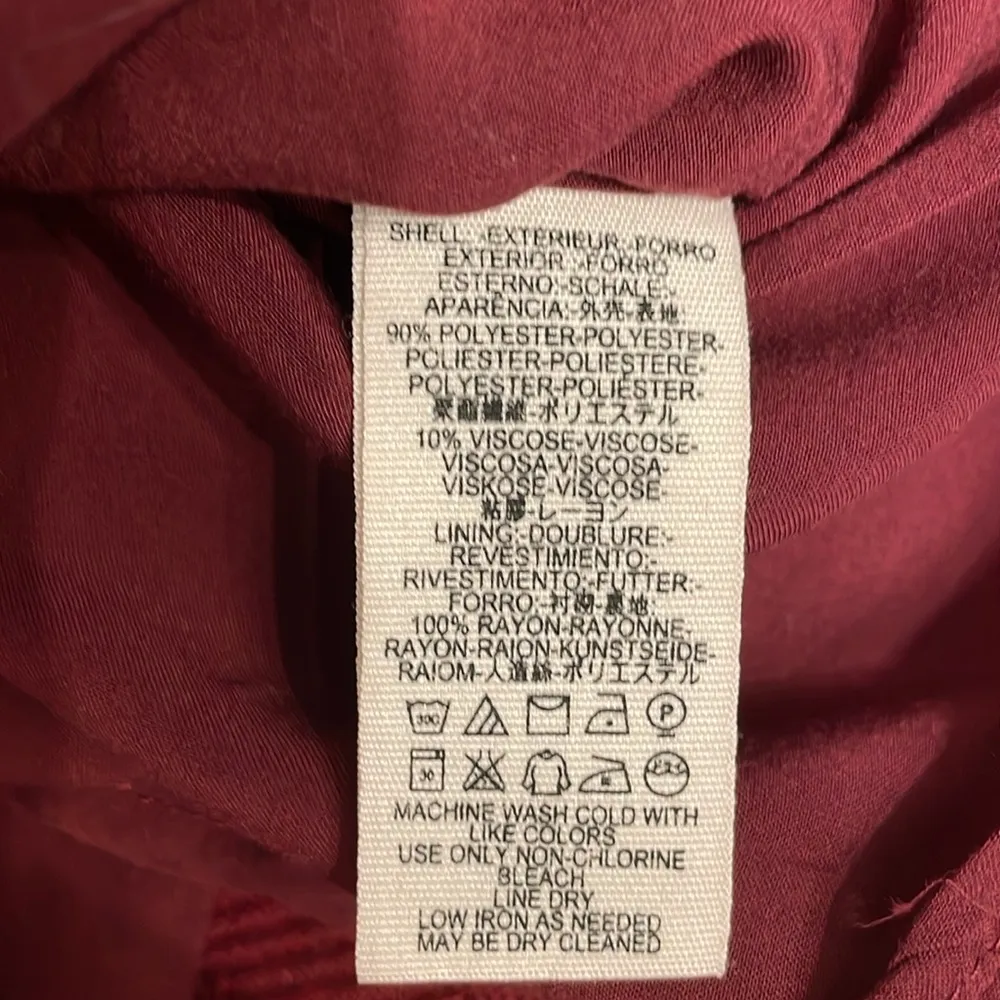 SHELL:-EXTERIEUR:-FORRO
EXTERIOR:-FORRO
ESTERNO:-SCHALE:-
APARÊNCIA:-外壳-表地
90% POLYESTER-POLYESTER-
POLIESTER-POLIESTERE-
POLYESTER-POLIÉSTER-
聚酯纖維-ポリエステル
10% VISCOSE-VISCOSE-
VISCOSA-VISCOSA-
VISKOSE-VISCOSE-
粘膠-レーヨン
LINING:-DOUBLURE:-
REVESTIMIENTO:-
RIVESTIMENTO:-FUTTER:-
FORRO:-裏地:
100% RAYON-RAYONNE-
RAYON-RAION-KUNSTSEIDE-
RAIOM-人造絲-ポリエステル
30C
30
MACHINE WASH COLD WITH
LIKE COLORS
USE ONLY NON-CHLORINE
BLEACH
LINE DRY
LOW IRON AS NEEDED
MAY BE DRY CLEANED